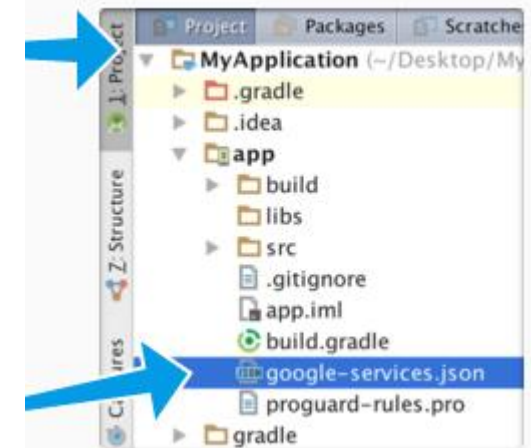 Project Packages Scratche
MyApplication (~/Desktop/My
.gradle
.idea
app
build
libs
src
.gitignore
app.iml
build.gradle
google-services.json
proguard-rules.pro
gradle
1: Project
Z: Structure